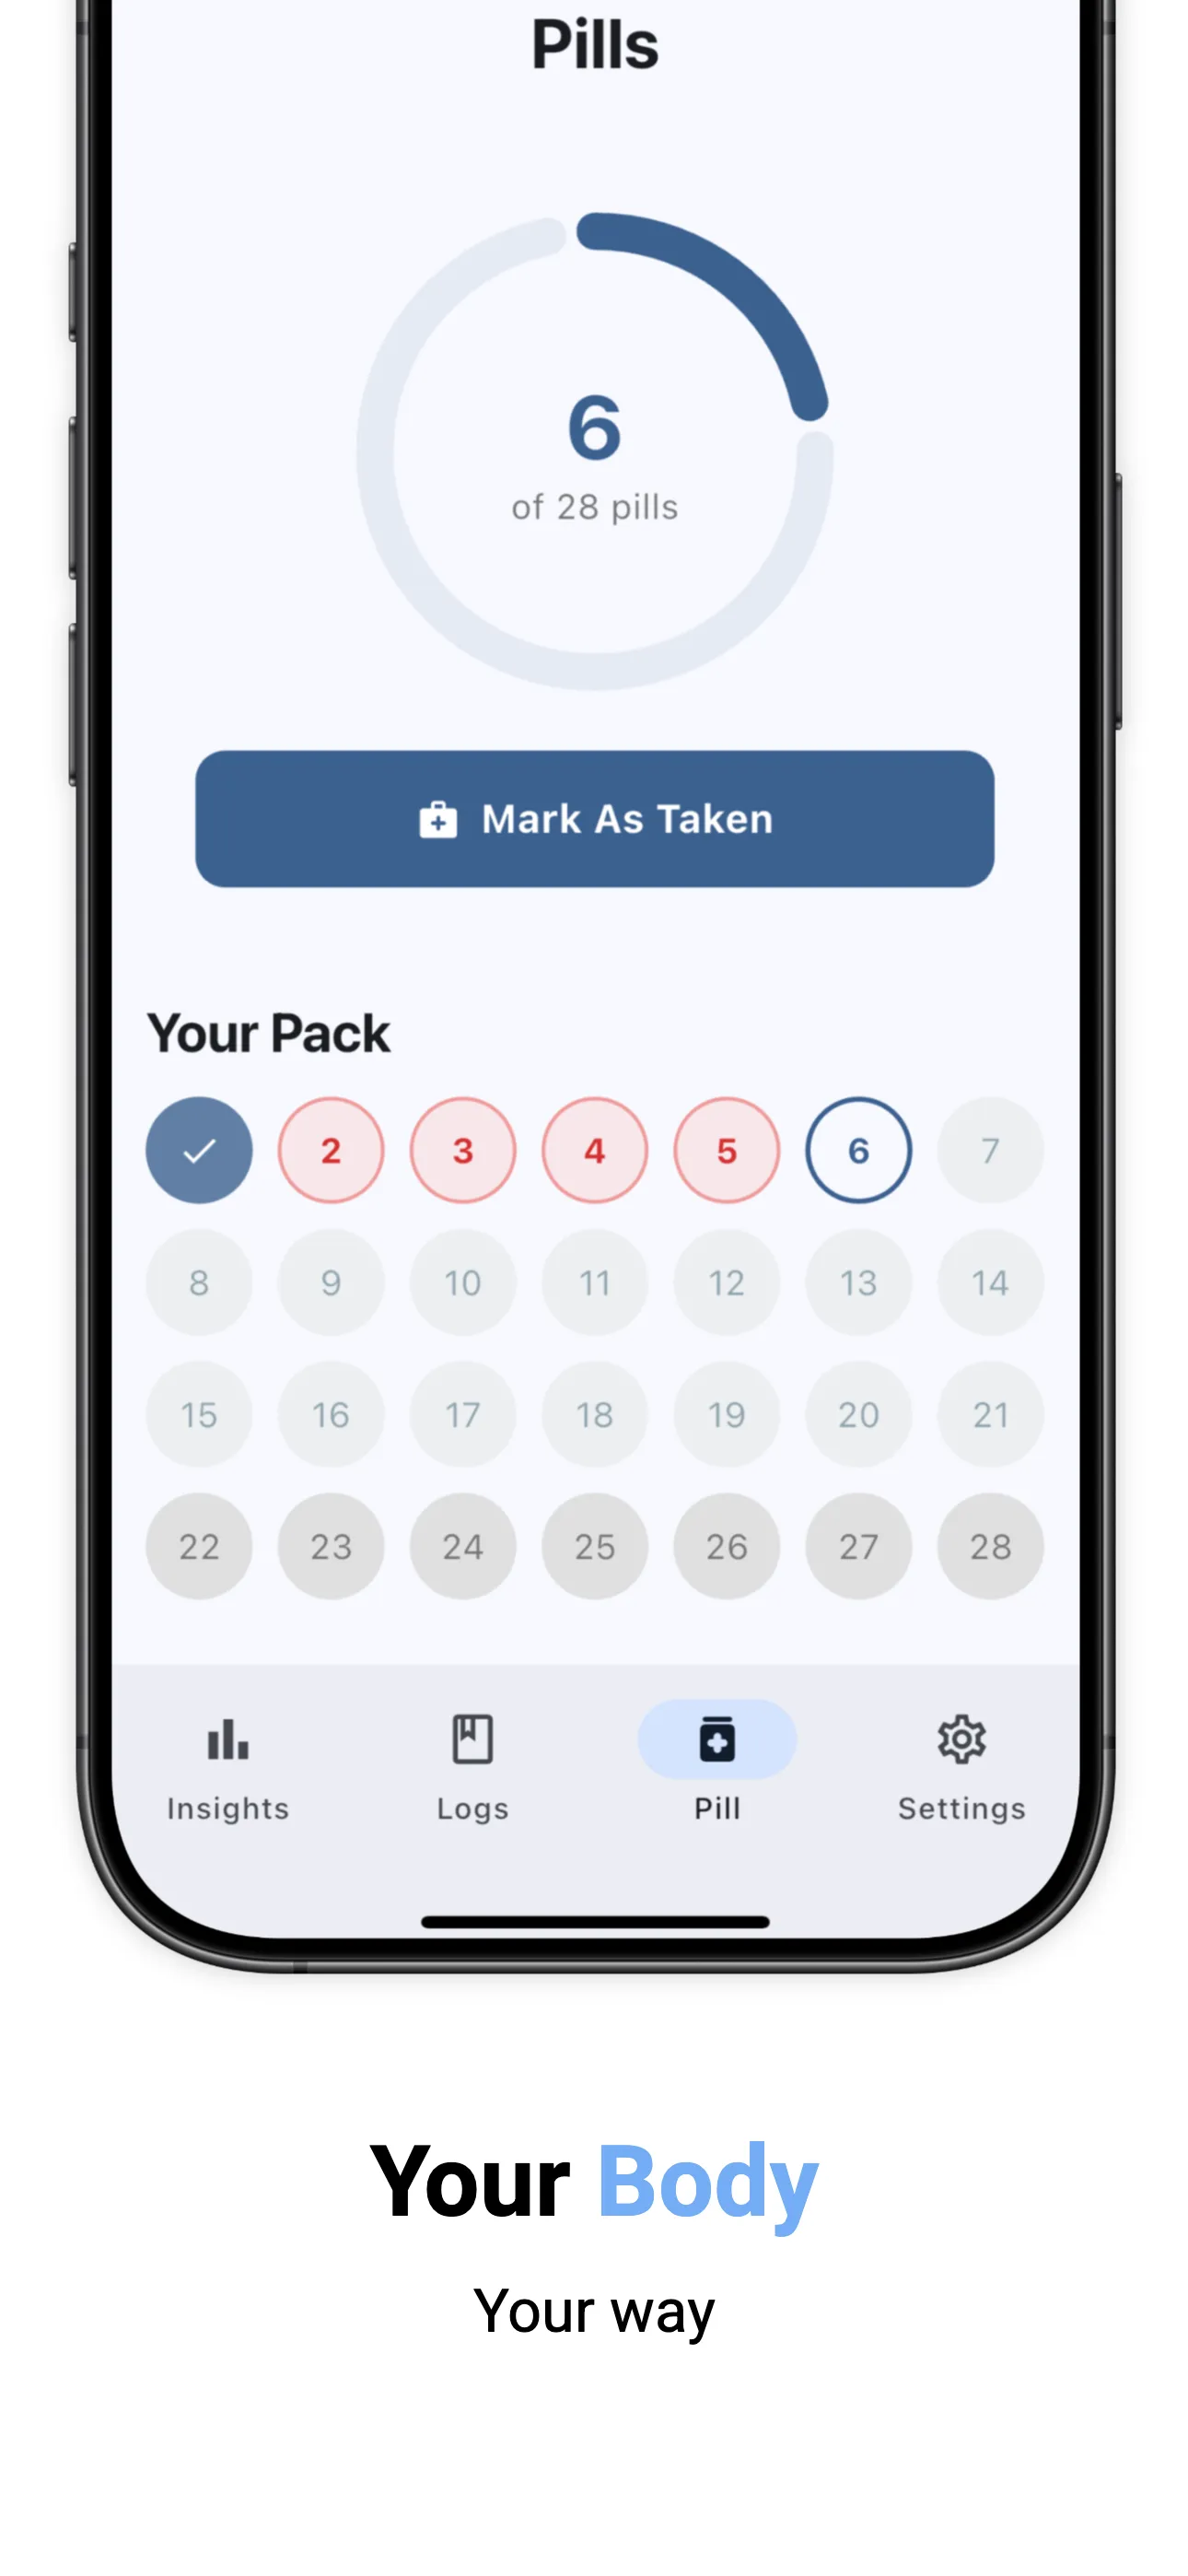 Pills
6
of 28 pills
Mark As Taken
Your Pack
2 3 4 5 6 7
8 9 10 11 12 13 14
15 16 17 18 19 20 21
22 23 24 25 26 27 28
Insights Logs Pill Settings
Your Body
Your way